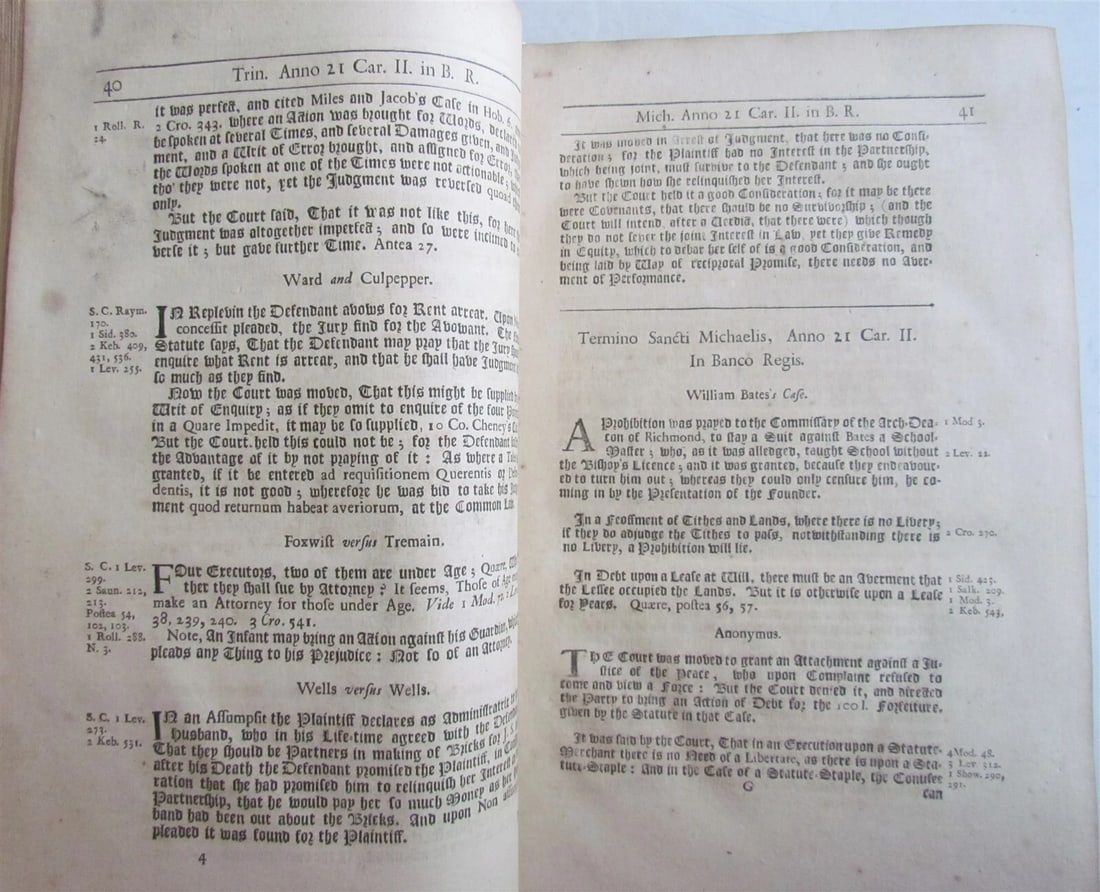 40
Trin. Anno 21 Car. II. in B. R.
it was perfect, and cited Miles and Jacob's Case in Hob. 6.
1 Roll. R. 2 Cro. 343. where an Action was brought for Words,
24. be spoken at several Times, and several Damages given, and
ment, and a Writ of Error brought, and assigned for Error,
the Words spoken at one of the Times were not actionable;
tho' they were not, yet the Judgment was reversed quoad
only.
But the Court said, That it was not like this, for
Judgment was altogether imperfect; and so were inclined to
verse it; but gave further Time. Antea 27.
Ward and Culpepper.
S. C. Raym.
170.
1 Sid. 380.
2 Keb. 409,
431, 536.
1 Lev. 255.
IN Replevin the Defendant avows for Rent arrear. Upon
concessit pleaded, the Jury find for the Avowant. The
Statute says, That the Defendant may pray that the Jury
enquire what Rent is arrear, and that he shall have Judgment
so much as they find.
Now the Court was moved, That this might be supplied
Writ of Enquiry; as if they omit to enquire of the four
in a Quare Impedit, it may be so supplied, 10 Co. Cheney's
But the Court held this could not be; for the Defendant
the Advantage of it by not praying of it: As where a
granted, if it be entered ad requisitionem Querentis
dentis, it is not good; wherefore he was bid to take his
ment quod returnum habeat averiorum, at the Common
Foxwist versus Tremain.
S. C. 1 Lev.
299.
2 Saun. 212,
213.
Postea 54,
102, 103.
1 Roll. 288.
N. 3.
FOur Executors, two of them are under Age; Quære,
ther they shall sue by Attorney? It seems, Those of Age
make an Attorney for those under Age. Vide 1 Mod.
38, 239, 240. 3 Cro. 541.
Note, An Infant may bring an Action against his Guardian,
pleads any Thing to his Prejudice: Not so of an Attorney.
Wells versus Wells.
S. C. 1 Lev.
273.
2 Keb. 531.
IN an Assumpsit the Plaintiff declares as Administratrix
Husband, who in his Life-time agreed with the
That they should be Partners in making of Bricks for
after his Death the Defendant promised the Plaintiff, in
ration that she had promised him to relinquish her Interest
Partnership, that he would pay her so much Money as her
band had been out about the Bricks. And upon Non
pleaded it was found for the Plaintiff.
4
Mich. Anno 21 Car. II. in B. R.
41
It was moved in Arrest of Judgment, that here was no Consi-
deration; for the Plaintiff had no Interest in the Partnership,
which being joint, must survive to the Defendant; and she ought
to have shewn how she relinquished her Interest.
But the Court held it a good Consideration; for it may be there
were Covenants, that there should be no Survivorship; (and the
Court will intend, after a Verdict, that there were) which though
they do not sever the joint Interest in Law, yet they give Remedy
in Equity, which to debar her self of is a good Consideration, and
being laid by Way of reciprocal Promise, there needs no Aver-
ment of Performance.
Termino Sancti Michaelis, Anno 21 Car. II.
In Banco Regis.
William Bates's Case.
A Prohibition was prayed to the Commissary of the Arch-Dea-
con of Richmond, to stay a Suit against Bates a School-
Master; who, as it was alledged, taught School without
the Bishop's Licence; and it was granted, because they endeavour-
ed to turn him out; whereas they could only censure him, he co-
ming in by the Presentation of the Founder.
1 Mod 3.
2 Lev. 22.
In a Feoffment of Tithes and Lands, where there is no Livery;
if they do adjudge the Tithes to pass, notwithstanding there is
no Livery, a Prohibition will lie.
2 Cro. 270.
In Debt upon a Lease at Will, there must be an Averment that
the Lessee occupied the Lands. But it is otherwise upon a Lease
for Years. Quære, postea 56, 57.
1 Sid. 423.
1 Salk. 209.
1 Mod. 3.
2 Keb. 543,
Anonymus.
THE Court was moved to grant an Attachment against a Ju-
stice of the Peace, who upon Complaint refused to
come and view a Force: But the Court denied it, and directed
the Party to bring an Action of Debt for the 100 l. Forfeiture,
given by the Statute in that Case.
It was said by the Court, That in an Execution upon a Statute-
Merchant there is no Need of a Liberate, as there is upon a Sta-
tute-Staple: And in the Case of a Statute-Staple, the Conusee
4 Mod. 48.
3 Lev. 312.
1 Show. 290,
291.
G
can